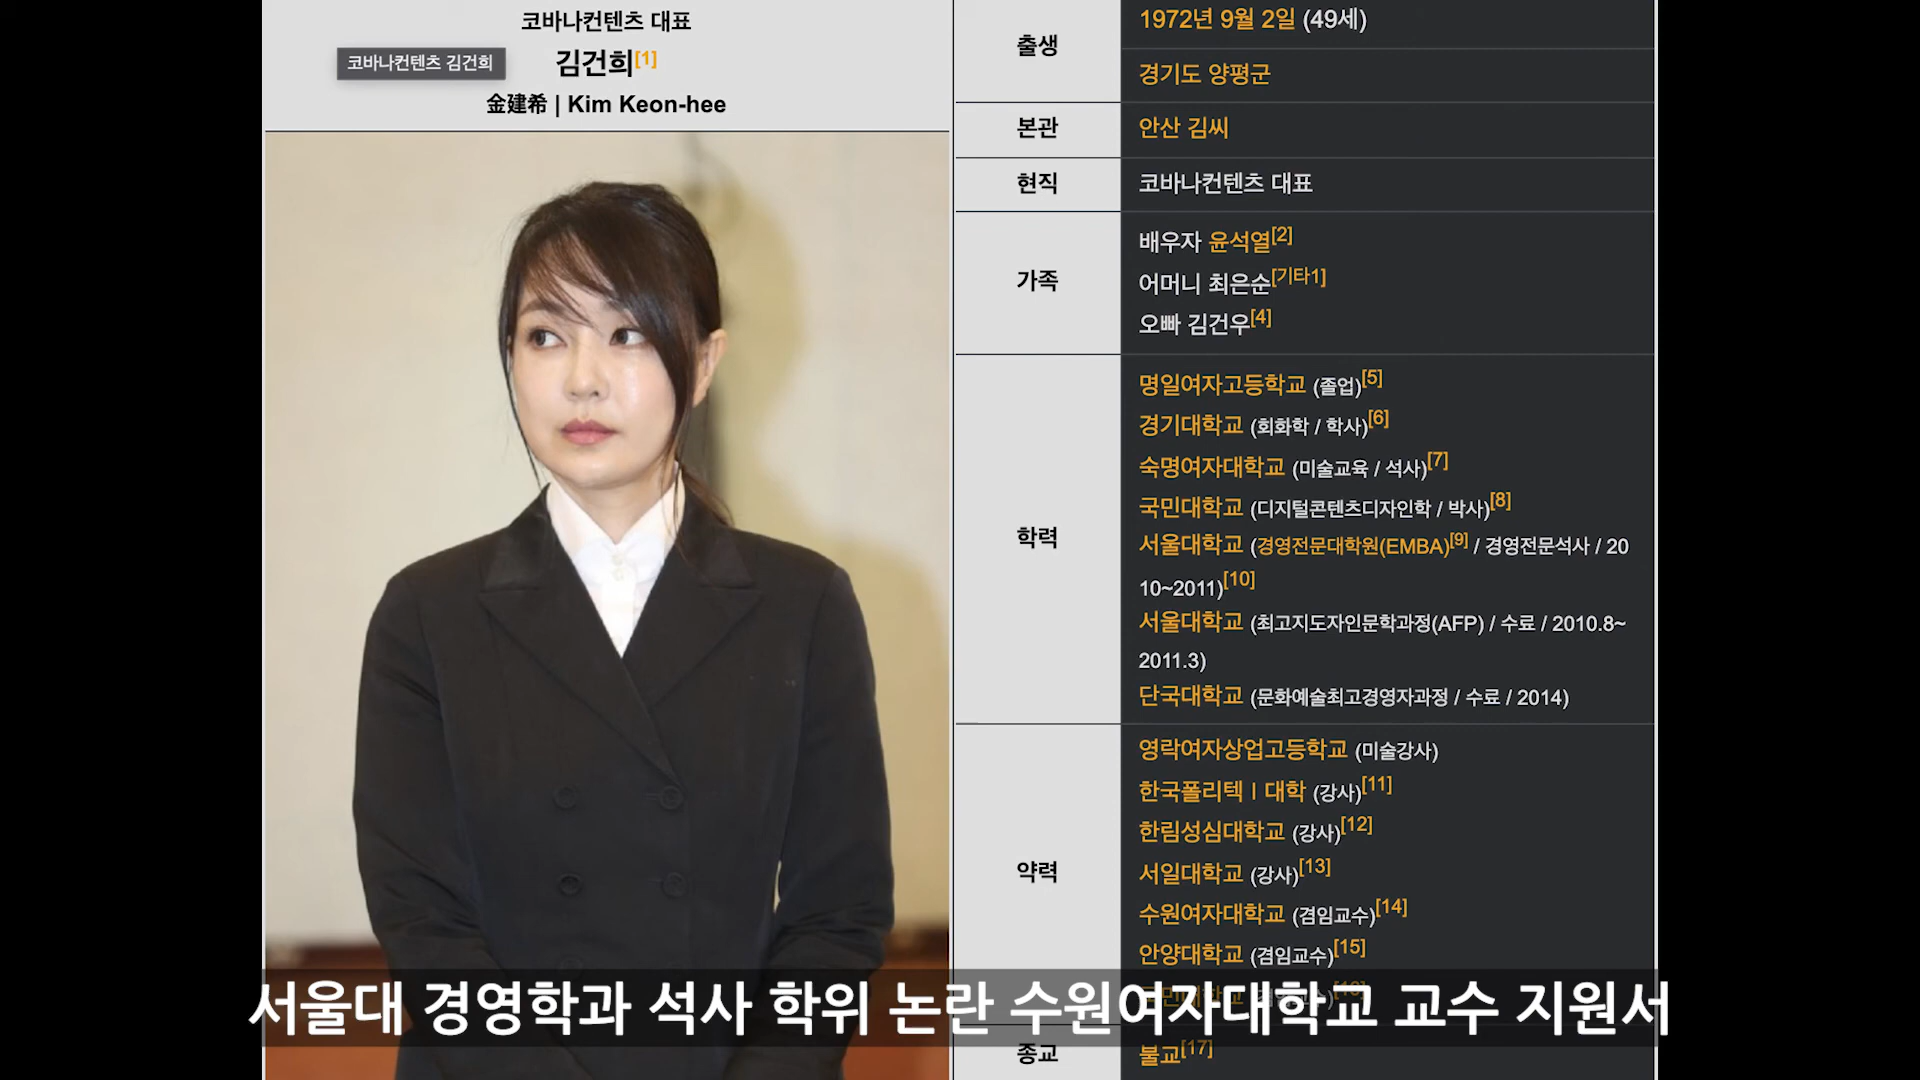 코바나컨텐츠 대표
코바나컨텐츠 김건희
김건희[1]
金建希 | Kim Keon-hee
출생
1972년 9월 2일 (49세)
경기도 양평군
본관
안산 김씨
현직
코바나컨텐츠 대표
가족
배우자 윤석열[2]
어머니 최은순[기타1]
오빠 김건우[4]
학력
명일여자고등학교 (졸업)[5]
경기대학교 (회화학 / 학사)[6]
숙명여자대학교 (미술교육 / 석사)[7]
국민대학교 (디지털콘텐츠디자인학 / 박사)[8]
서울대학교 (경영전문대학원(EMBA)[9] / 경영전문석사 / 20
10~2011)[10]
서울대학교 (최고지도자인문학과정(AFP) / 수료 / 2010.8~
2011.3)
단국대학교 (문화예술최고경영자과정 / 수료 / 2014)
약력
영락여자상업고등학교 (미술강사)
한국폴리텍Ⅰ대학 (강사)[11]
한림성심대학교 (강사)[12]
서일대학교 (강사)[13]
수원여자대학교 (겸임교수)[14]
안양대학교 (겸임교수)[15]
서울대 경영학과 석사 학위 논란 수원여자대학교 교수 지원서
종교
불교[17]